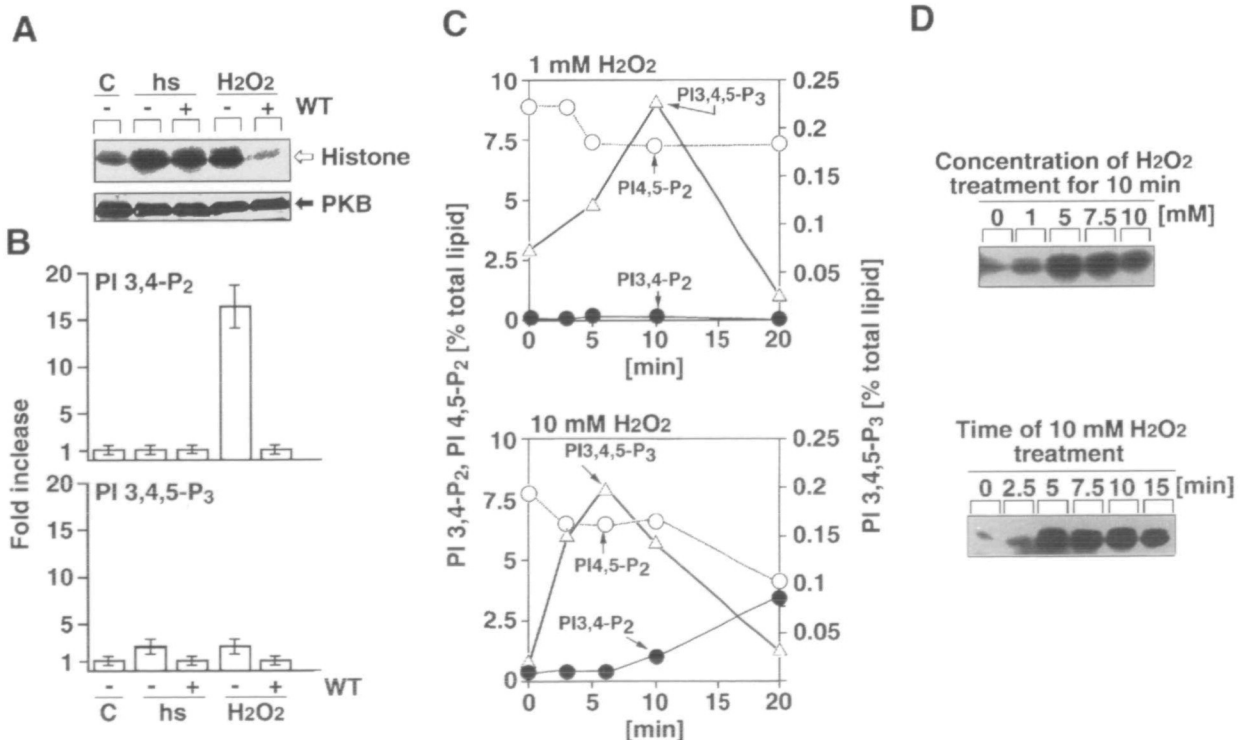 A
C hs H2O2
- - + - + WT
Histone
PKB
B
Fold inclease
20
15
10
5
1
PI 3,4-P2
20
15
10
5
1
PI 3,4,5-P3
- - + - + WT
C hs H2O2
C
1 mM H2O2
PI 3,4-P2, PI 4,5-P2 [% total lipid]
PI 3,4,5-P3 [% total lipid]
10
7.5
5
2.5
0
0.25
0.2
0.15
0.1
0.05
PI3,4,5-P3
PI4,5-P2
PI3,4-P2
0 5 10 15 20
[min]
10 mM H2O2
10
7.5
5
2.5
0
0.25
0.2
0.15
0.1
0.05
PI3,4,5-P3
PI4,5-P2
PI3,4-P2
0 5 10 15 20
[min]
D
Concentration of H2O2
treatment for 10 min
0 1 5 7.5 10 [mM]
Time of 10 mM H2O2
treatment
0 2.5 5 7.5 10 15 [min]